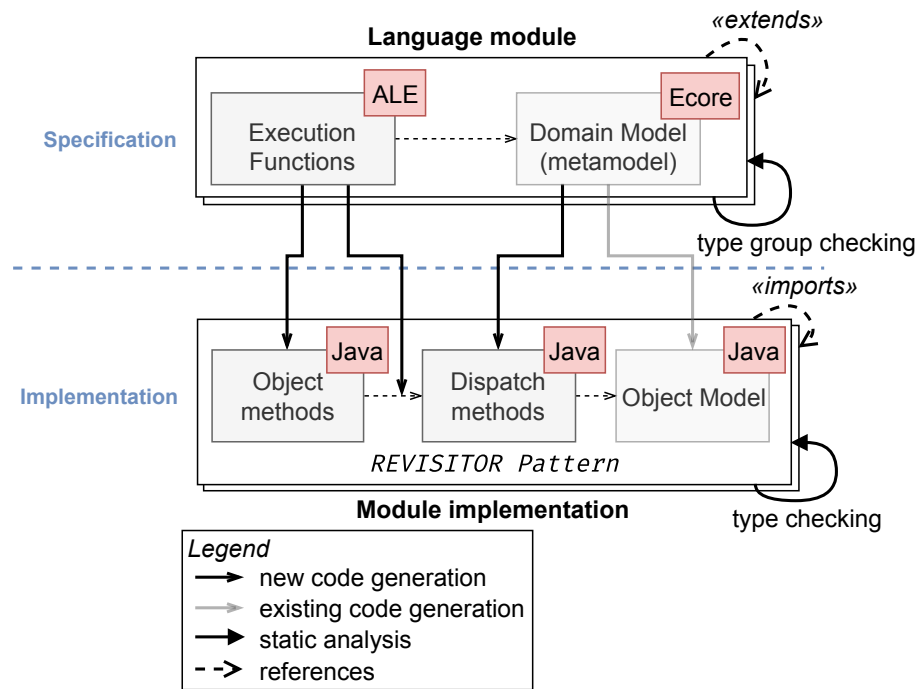 «extends»
Language module
ALE
Ecore
Execution
Functions
Domain Model
(metamodel)
Specification
type group checking
«imports»
Java
Java
Java
Object
methods
Dispatch
methods
Object Model
Implementation
REVISITOR Pattern
Module implementation
type checking
Legend
new code generation
existing code generation
static analysis
references